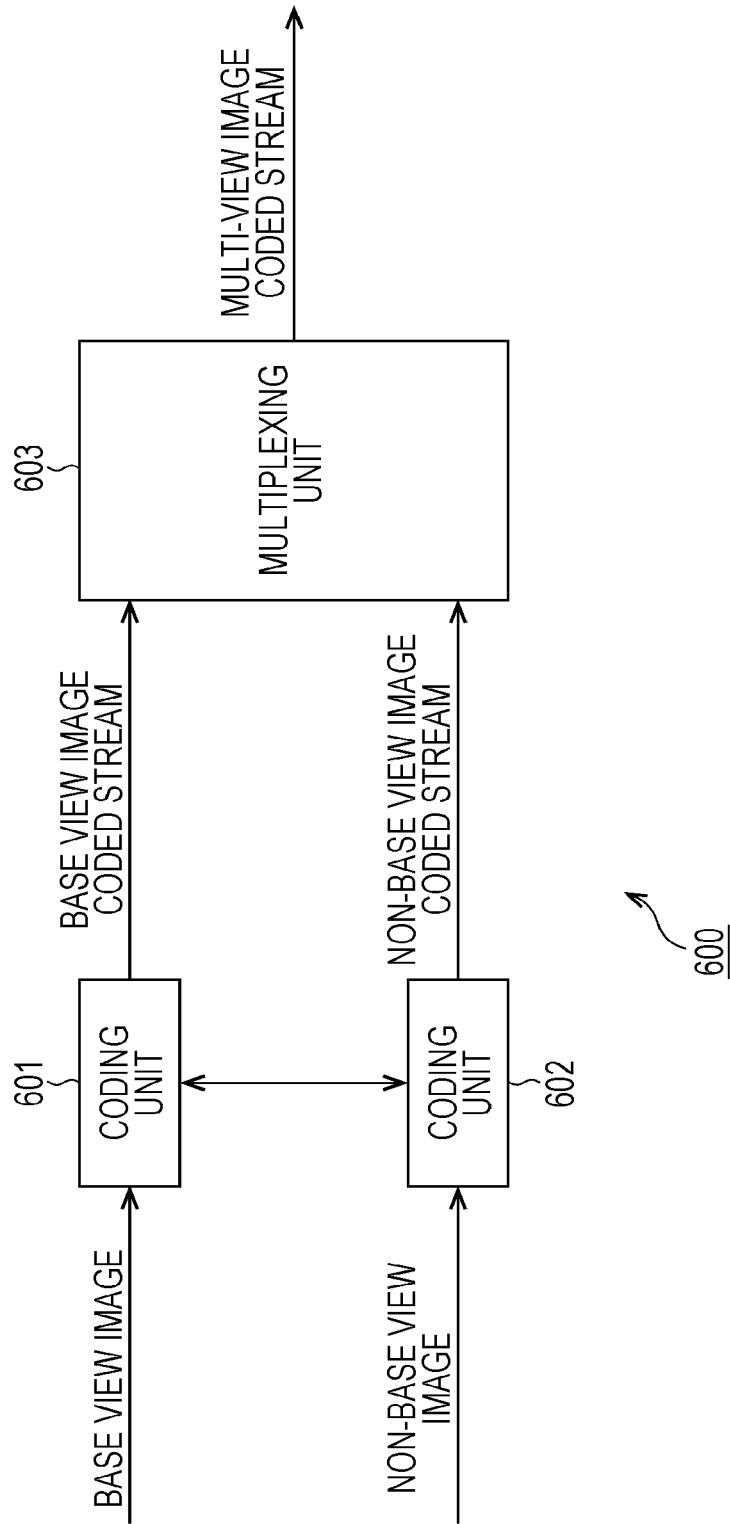 BASE VIEW IMAGE
601
CODING
UNIT
BASE VIEW IMAGE
CODED STREAM
603
MULTIPLEXING
UNIT
MULTI-VIEW IMAGE
CODED STREAM
NON-BASE VIEW
IMAGE
CODING
UNIT
602
NON-BASE VIEW IMAGE
CODED STREAM
600